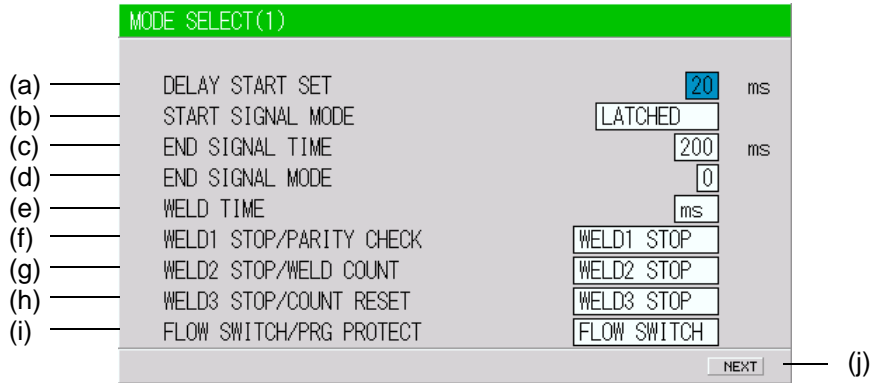 MODE SELECT(1)
(a) DELAY START SET 20 ms
(b) START SIGNAL MODE LATCHED
(c) END SIGNAL TIME 200 ms
(d) END SIGNAL MODE 0
(e) WELD TIME ms
(f) WELD1 STOP/PARITY CHECK WELD1 STOP
(g) WELD2 STOP/WELD COUNT WELD2 STOP
(h) WELD3 STOP/COUNT RESET WELD3 STOP
(i) FLOW SWITCH/PRG PROTECT FLOW SWITCH
NEXT (j)